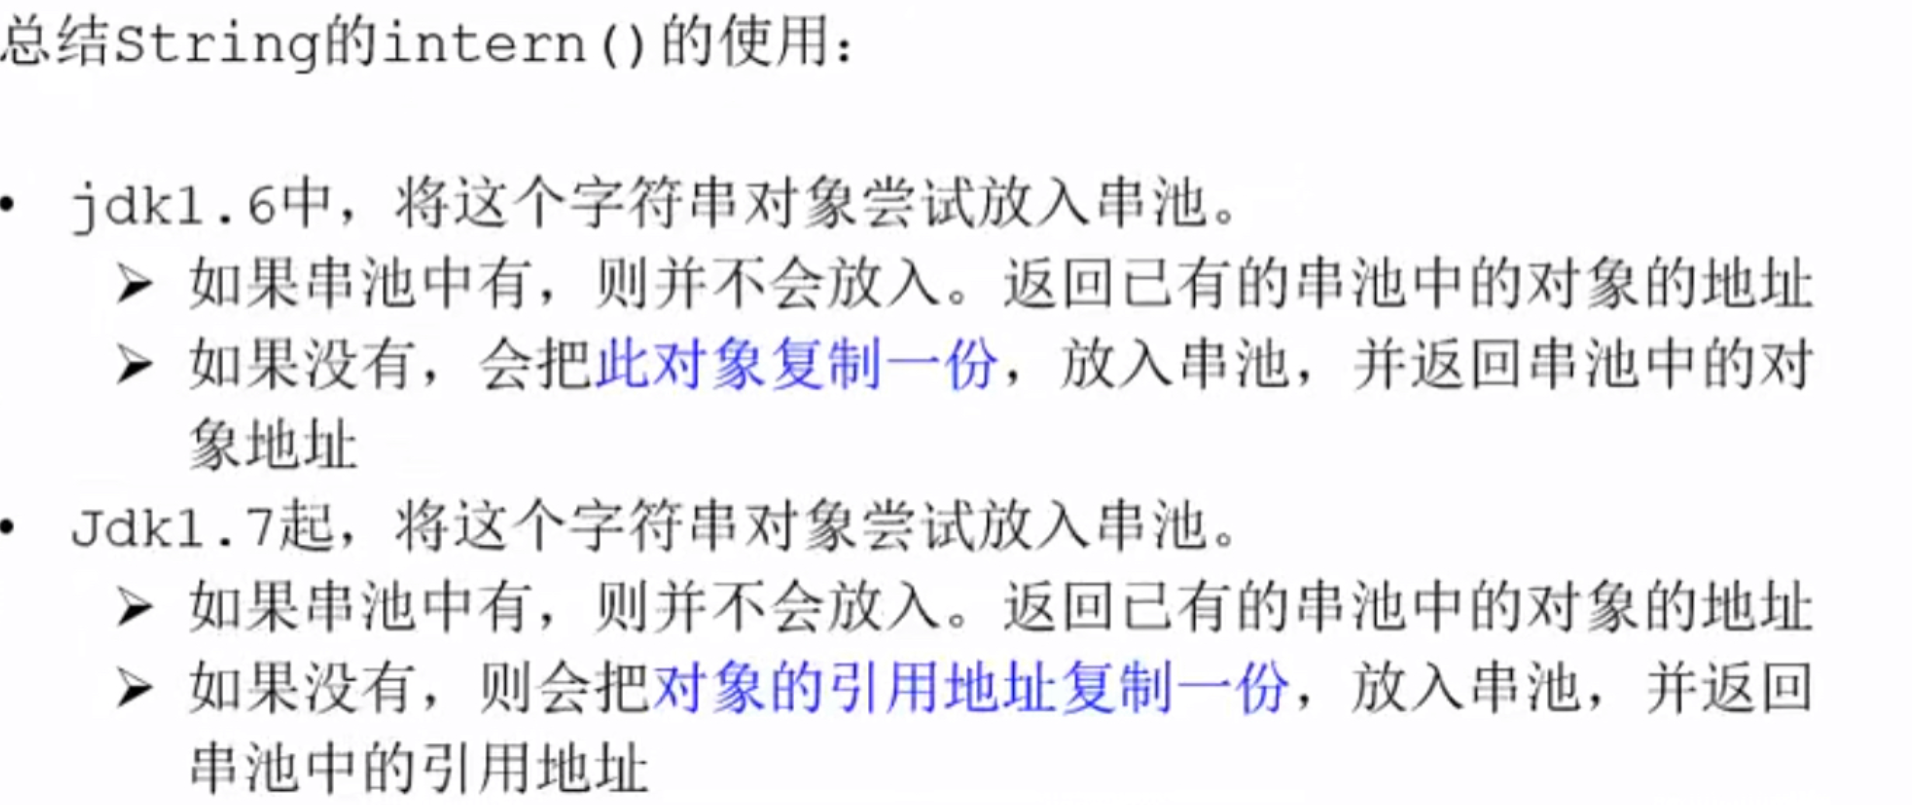 总结String的intern()的使用：
• jdk1.6中，将这个字符串对象尝试放入串池。
➢ 如果串池中有，则并不会放入。返回已有的串池中的对象的地址
➢ 如果没有，会把此对象复制一份，放入串池，并返回串池中的对
象地址
• Jdk1.7起，将这个字符串对象尝试放入串池。
➢ 如果串池中有，则并不会放入。返回已有的串池中的对象的地址
➢ 如果没有，则会把对象的引用地址复制一份，放入串池，并返回
串池中的引用地址